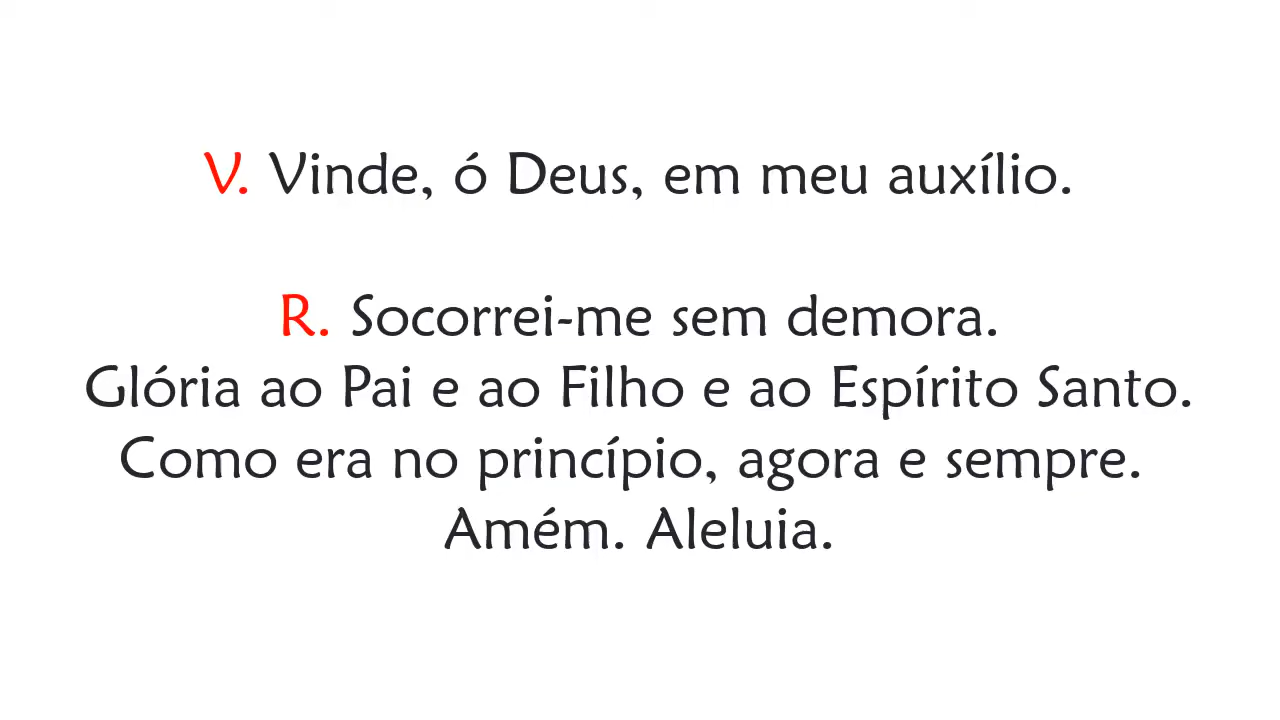 V. Vinde, ó Deus, em meu auxílio.
R. Socorrei-me sem demora.
Glória ao Pai e ao Filho e ao Espírito Santo.
Como era no princípio, agora e sempre.
Amém. Aleluia.